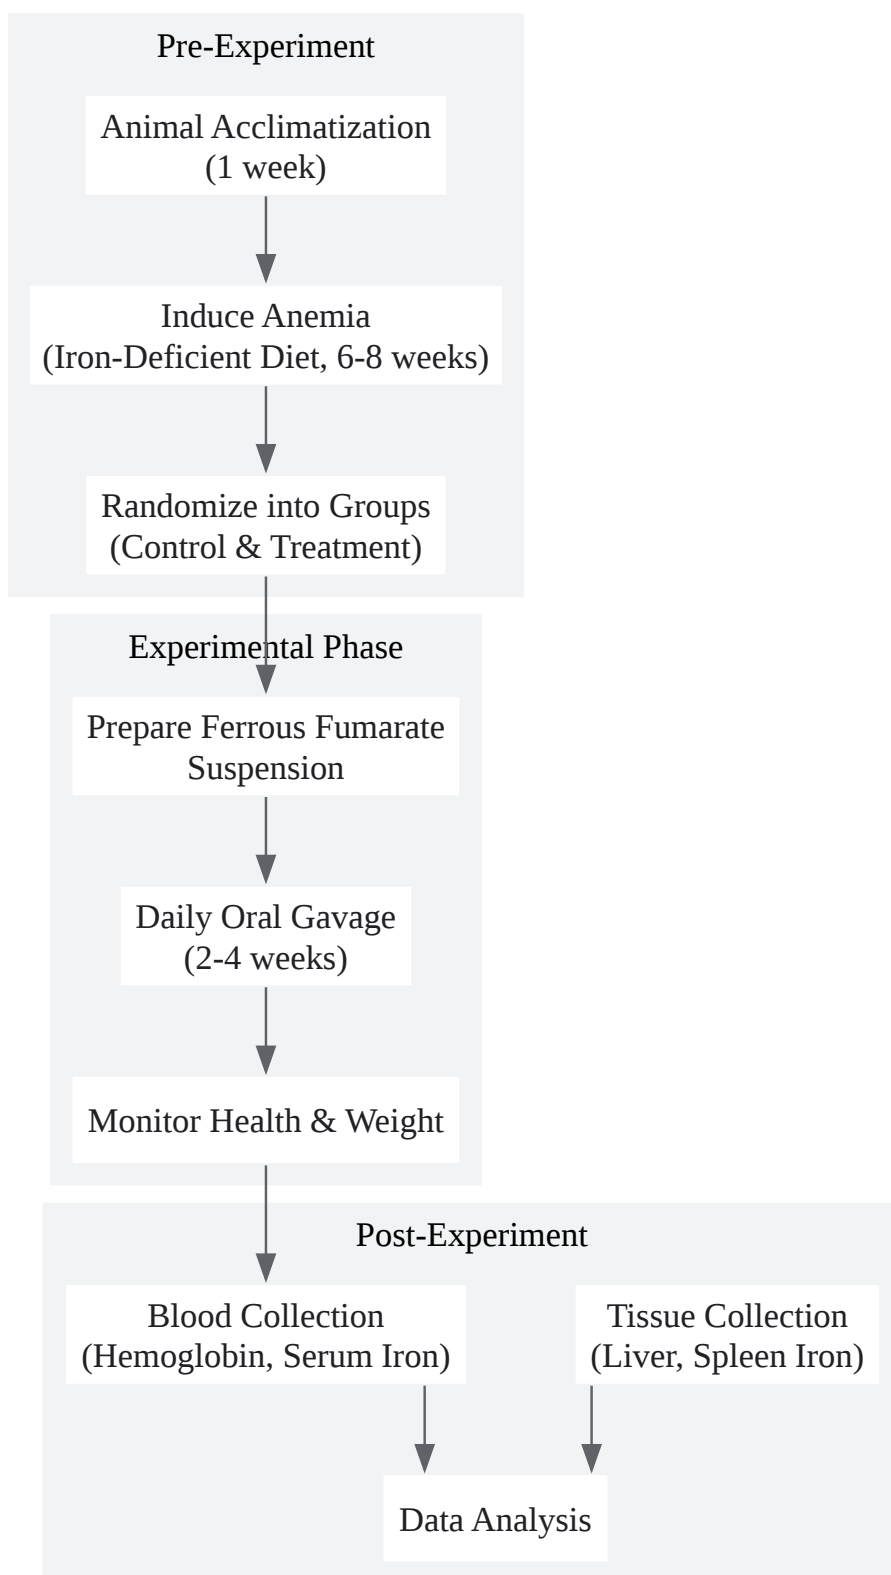 Pre-Experiment
Animal Acclimatization
(1 week)
Induce Anemia
(Iron-Deficient Diet, 6-8 weeks)
Randomize into Groups
(Control & Treatment)
Experimental Phase
Prepare Ferrous Fumarate
Suspension
Daily Oral Gavage
(2-4 weeks)
Monitor Health & Weight
Post-Experiment
Blood Collection
(Hemoglobin, Serum Iron)
Tissue Collection
(Liver, Spleen Iron)
Data Analysis